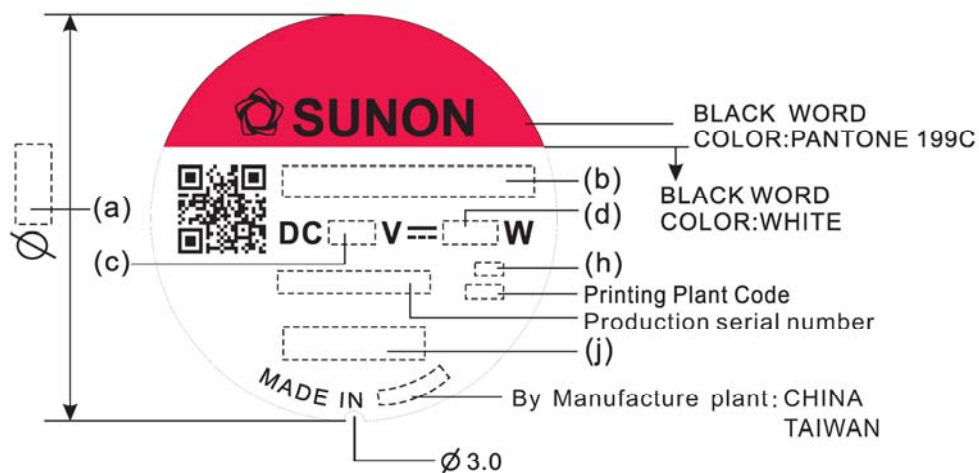 SUNON
BLACK WORD
COLOR:PANTONE 199C
BLACK WORD
COLOR:WHITE
(a)
Ø
(b)
(d)
(c)
DC V W
(h)
Printing Plant Code
Production serial number
(j)
MADE IN
By Manufacture plant: CHINA
TAIWAN
Ø 3.0